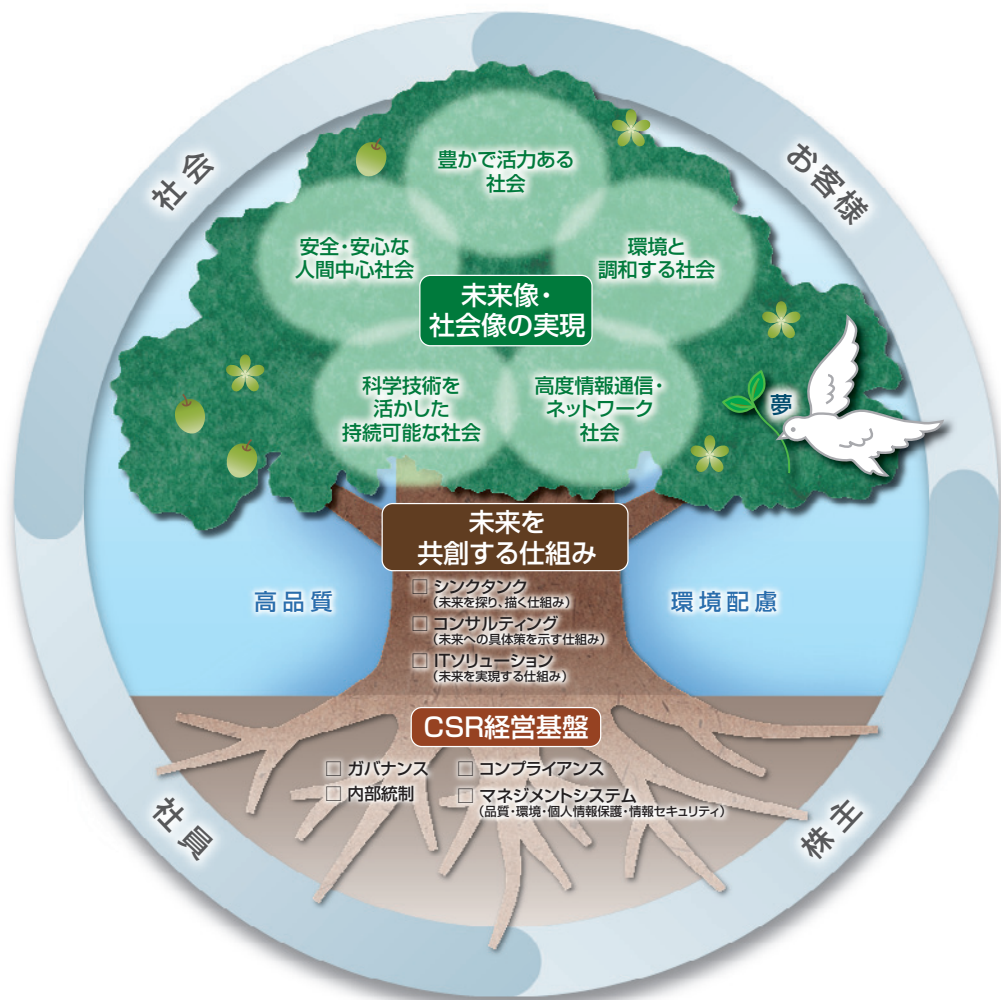 社会
お客様
豊かで活力ある
社会
安全・安心な
人間中心社会
環境と
調和する社会
未来像・
社会像の実現
科学技術を
活かした
持続可能な社会
高度情報通信・
ネットワーク
社会
夢
未来を
共創する仕組み
高品質
環境配慮
□ シンクタンク
(未来を探り、描く仕組み)
□ コンサルティング
(未来への具体策を示す仕組み)
□ ITソリューション
(未来を実現する仕組み)
CSR経営基盤
□ ガバナンス
□ コンプライアンス
□ 内部統制
□ マネジメントシステム
(品質・環境・個人情報保護・情報セキュリティ)
社員
株主